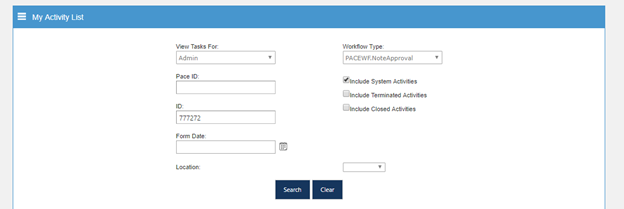 My Activity List
View Tasks For:
Admin
Workflow Type:
PACEWF.NoteApproval
Pace ID:
Include System Activities
Include Terminated Activities
ID:
777272
Include Closed Activities
Form Date:
Location:
Search
Clear